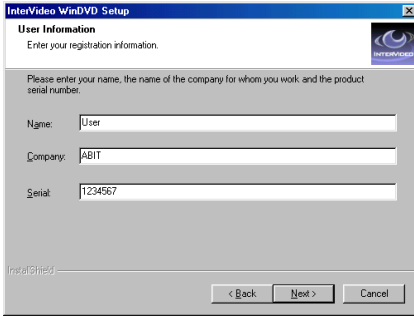 InterVideo WinDVD Setup
User Information
Enter your registration information.
INTERVIDEO
Please enter your name, the name of the company for whom you work and the product
serial number.
Name: User
Company: ABIT
Serial: 1234567
InstallShield
< Back Next > Cancel